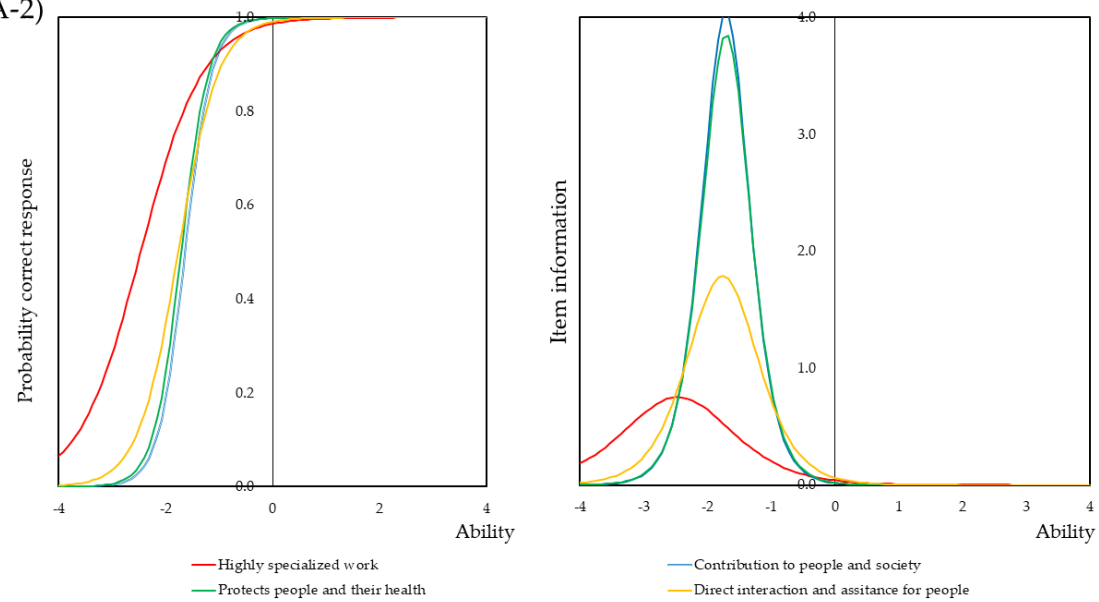 A-2)
Probability correct response
1.0
0.8
0.6
0.4
0.2
0.0
-4 -2 0 2 4
Ability
Item information
4.0
3.0
2.0
1.0
0.0
-4 -3 -2 -1 0 1 2 3 4
Ability
Highly specialized work
Contribution to people and society
Protects people and their health
Direct interaction and assitance for people